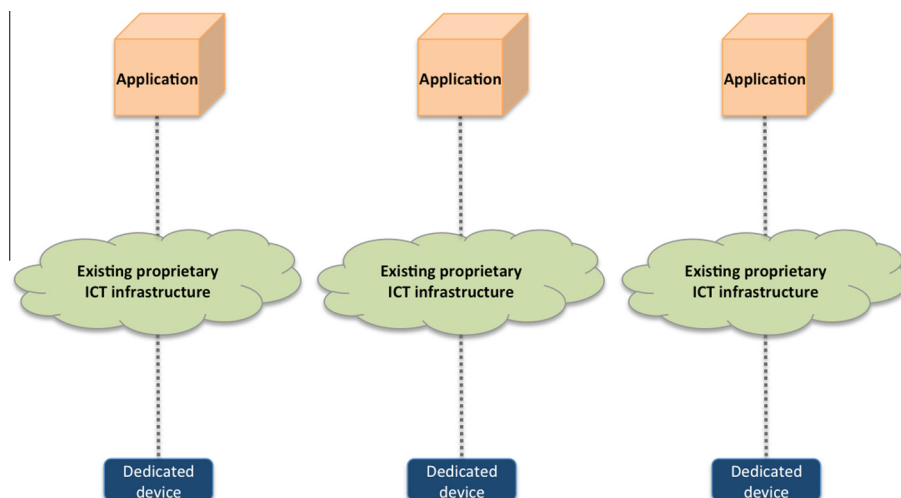 Application
Application
Application
Existing proprietary
ICT infrastructure
Existing proprietary
ICT infrastructure
Existing proprietary
ICT infrastructure
Dedicated
device
Dedicated
device
Dedicated
device